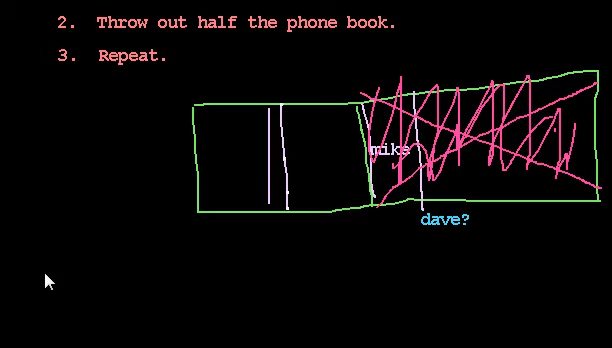 2. Throw out half the phone book.
3. Repeat.
mike
dave?